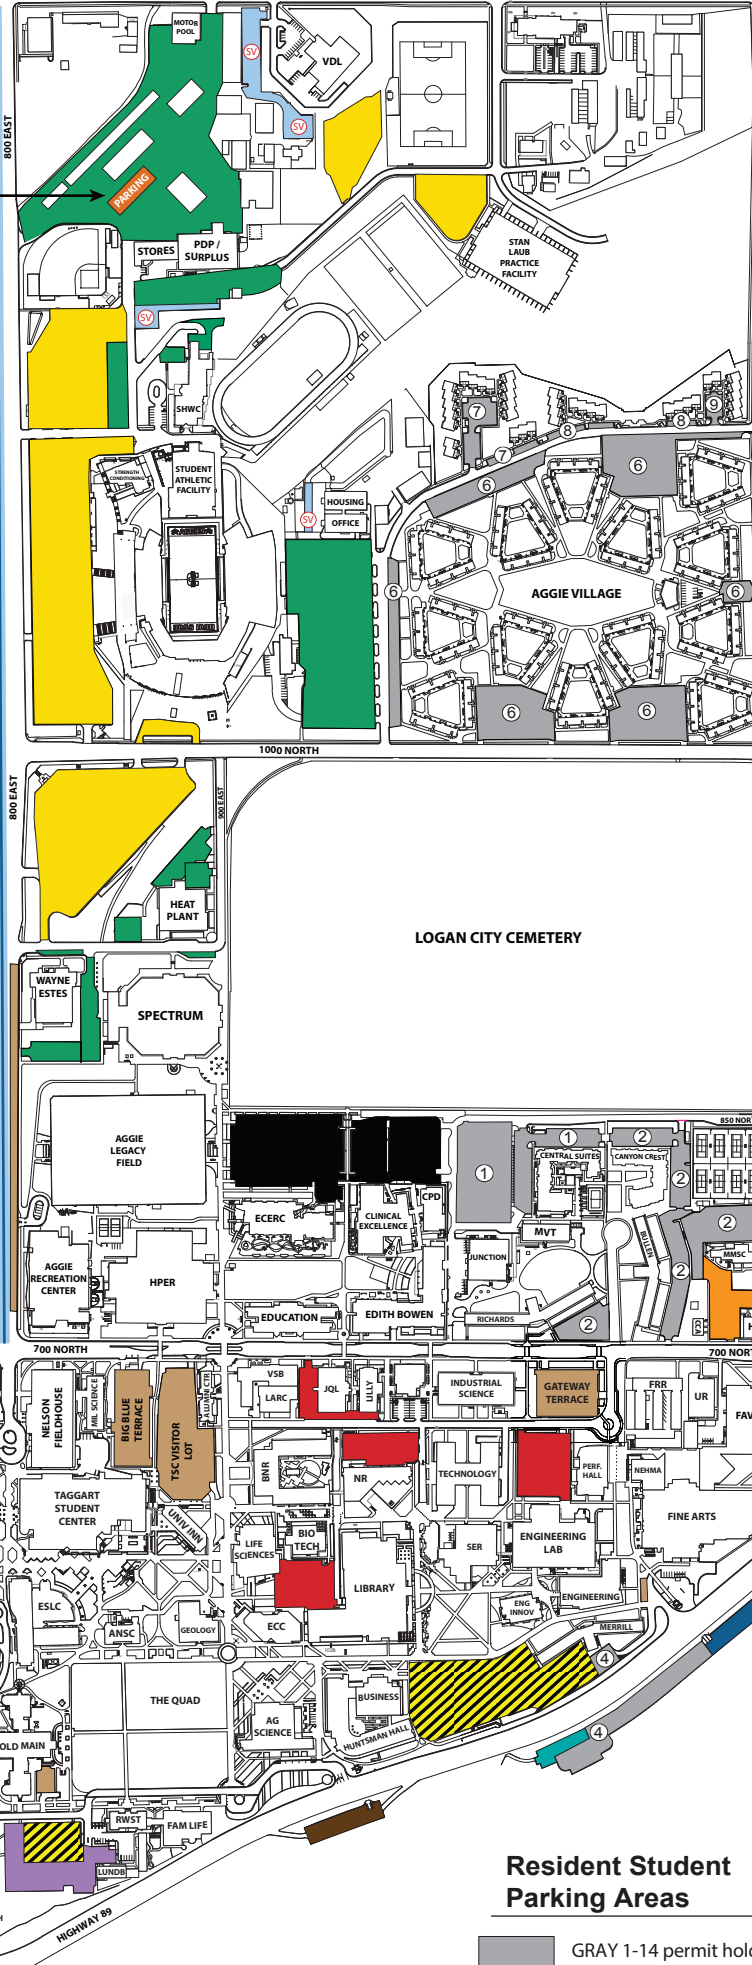 MOTOR
POOL
SV
VDL
SV
800 EAST
PARKING
STORES
PDP /
SURPLUS
STAN
LAUB
PRACTICE
FACILITY
SV
SHWC
7
8
8
9
7
6
6
STRENGTH
CONDITIONING
STUDENT
ATHLETIC
FACILITY
HOUSING
OFFICE
SV
AGGIES
6
AGGIE VILLAGE
6
6
6
1000 NORTH
800 EAST
900 EAST
HEAT
PLANT
LOGAN CITY CEMETERY
WAYNE
ESTES
SPECTRUM
AGGIE
LEGACY
FIELD
850 NOR
1
2
CENTRAL SUITES
CANYON CREST
1
2
ECERC
CLINICAL
EXCELLENCE
CPD
2
MVT
BULLEN
MMSC
AGGIE
RECREATION
CENTER
HPER
JUNCTION
2
EDUCATION
EDITH BOWEN
RICHARDS
2
CCA
H
700 NORTH
700 NORT
NELSON
FIELDHOUSE
MIL SCIENCE
BIG BLUE
TERRACE
TSC VISITOR
LOT
ALUMNI CTR
VSB
LARC
JQL
LILLY
INDUSTRIAL
SCIENCE
GATEWAY
TERRACE
FRR
UR
FAV
BNR
NR
TECHNOLOGY
PERF.
HALL
NEHMA
TAGGART
STUDENT
CENTER
UNIV INN
LIFE
SCIENCES
BIO
TECH
SER
ENGINEERING
LAB
FINE ARTS
LIBRARY
ESLC
ANSC
GEOLOGY
ECC
ENG
INNOV
ENGINEERING
MERRILL
4
THE QUAD
BUSINESS
AG
SCIENCE
HUNTSMAN HALL
4
OLD MAIN
RWST
FAM LIFE
LUNDB
HIGHWAY 89
Resident Student
Parking Areas
GRAY 1-14 permit hold